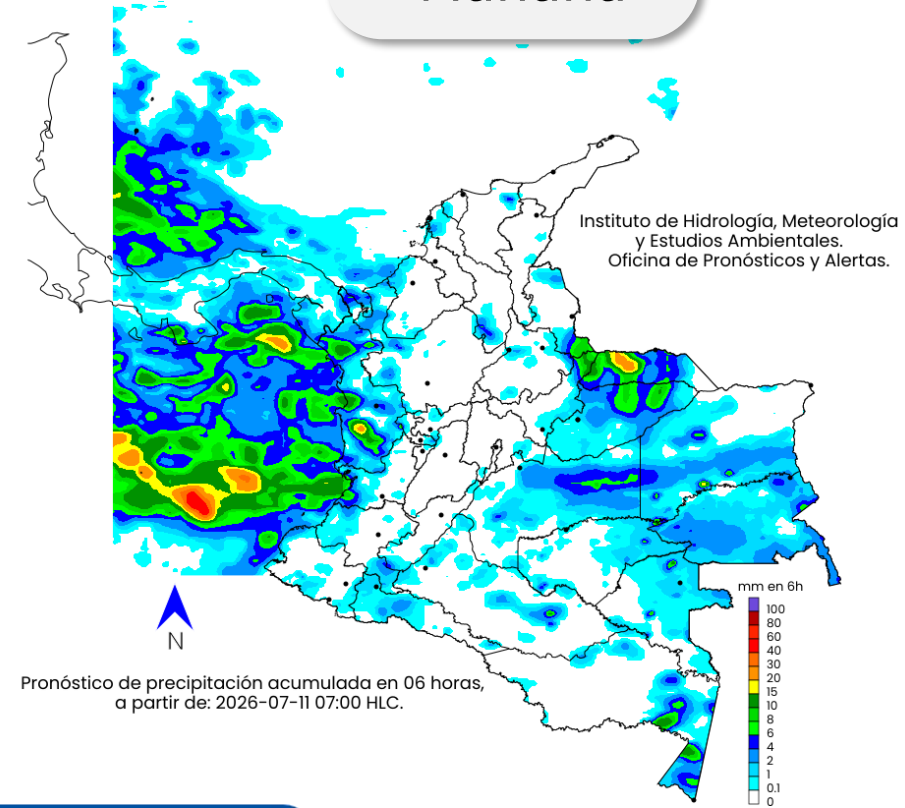 Instituto de Hidrología, Meteorología
y Estudios Ambientales.
Oficina de Pronósticos y Alertas.
mm en 6h
100
80
60
40
30
20
15
10
8
6
4
2
1
0.1
0
N
Pronóstico de precipitación acumulada en 06 horas,
a partir de: 2026-07-11 07:00 HLC.